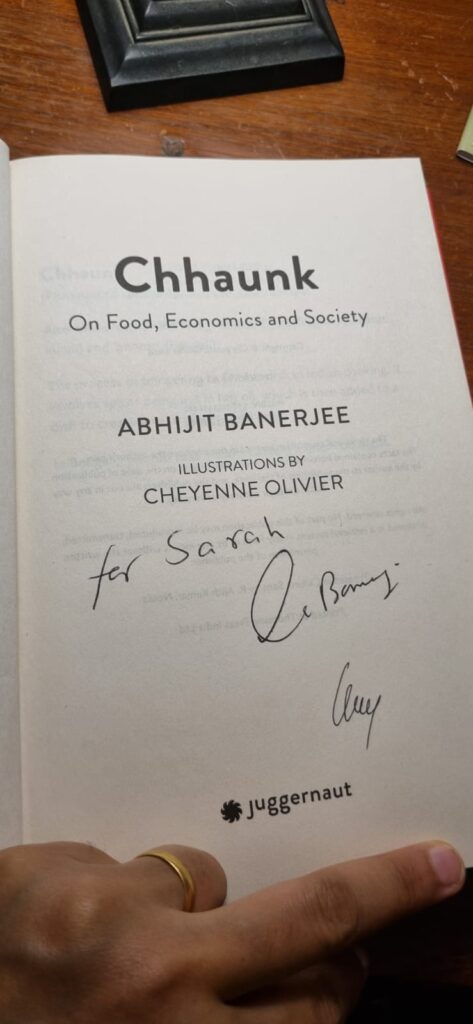 Chhaunk
On Food, Economics and Society
ABHIJIT BANERJEE
ILLUSTRATIONS BY
CHEYENNE OLIVIER
for Sarah
juggernaut